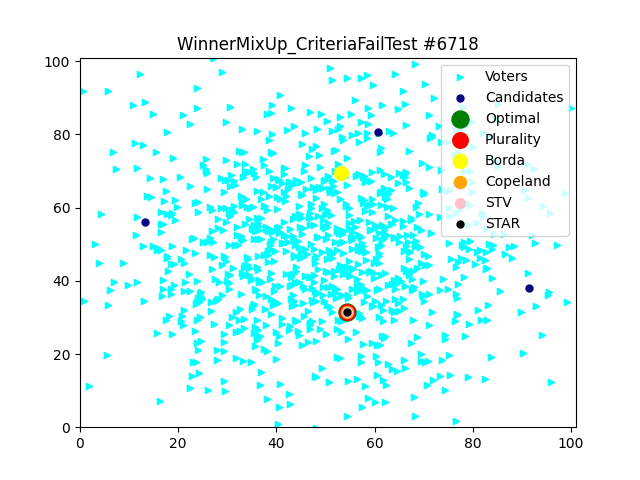 WinnerMixUp_CriteriaFailTest #6718
Voters
Candidates
Optimal
Plurality
Borda
Copeland
STV
STAR
100
80
60
40
20
0
0 20 40 60 80 100